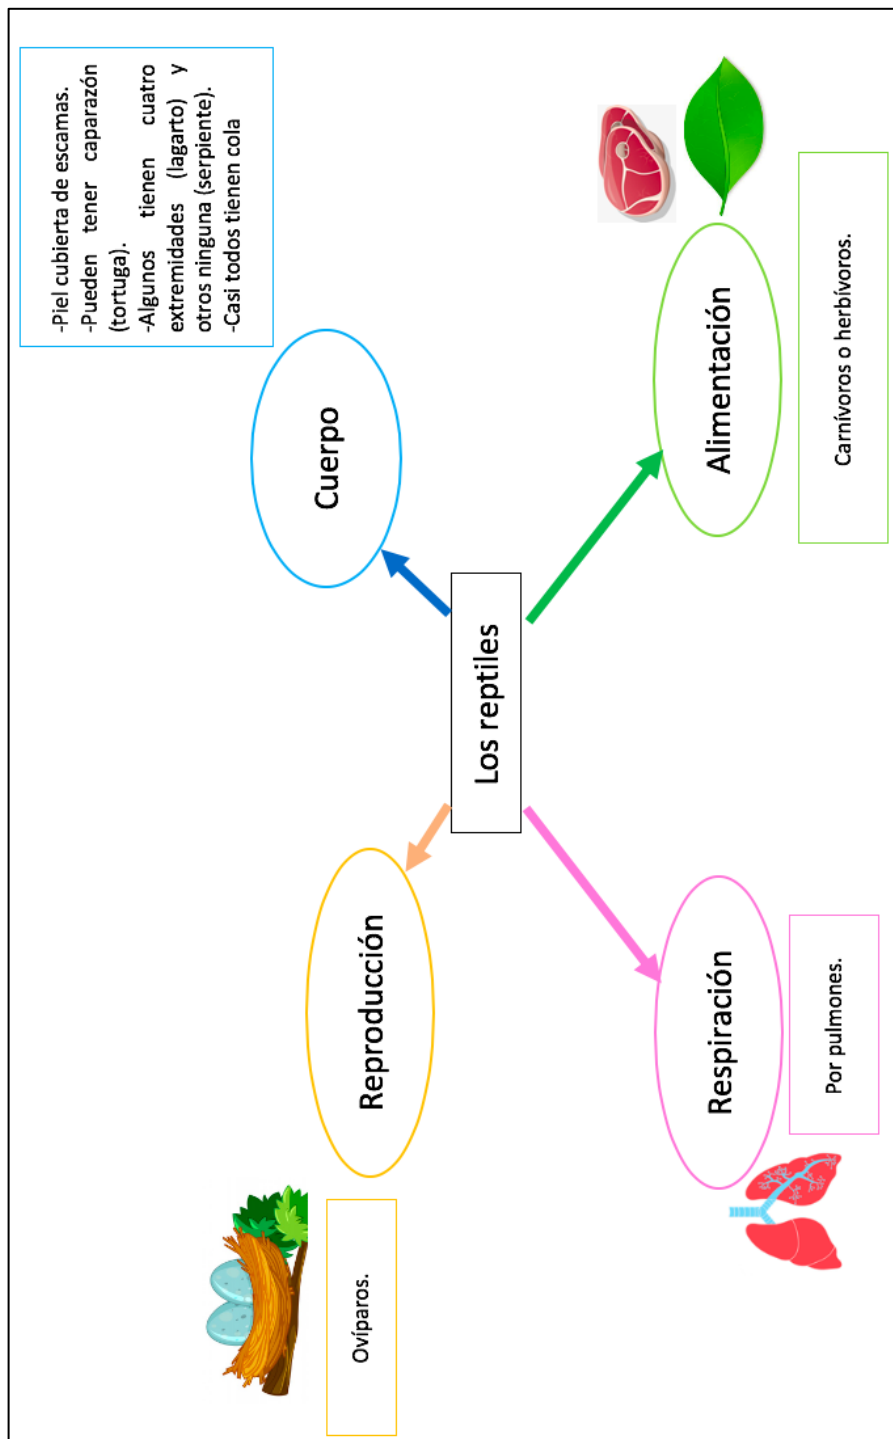 Los reptiles
Reproducción
Ovíparos.
Cuerpo
-Piel cubierta de escamas.
-Pueden tener caparazón
(tortuga).
-Algunos tienen cuatro
extremidades (lagarto) y
otros ninguna (serpiente).
-Casi todos tienen cola
Respiración
Por pulmones.
Alimentación
Carnívoros o herbívoros.